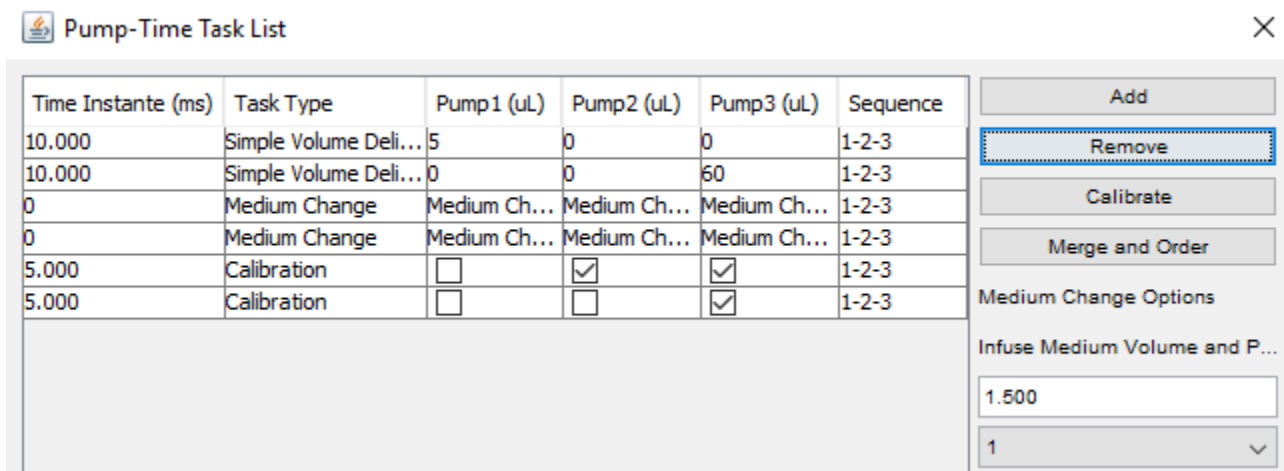 Pump-Time Task List
Time Instante (ms) Task Type Pump1 (uL) Pump2 (uL) Pump3 (uL) Sequence
10.000 Simple Volume Deli... 5 0 0 1-2-3
10.000 Simple Volume Deli... 0 0 60 1-2-3
0 Medium Change Medium Ch... Medium Ch... Medium Ch... 1-2-3
0 Medium Change Medium Ch... Medium Ch... Medium Ch... 1-2-3
5.000 Calibration 1-2-3
5.000 Calibration 1-2-3
Add
Remove
Calibrate
Merge and Order
Medium Change Options
Infuse Medium Volume and P...
1.500
1